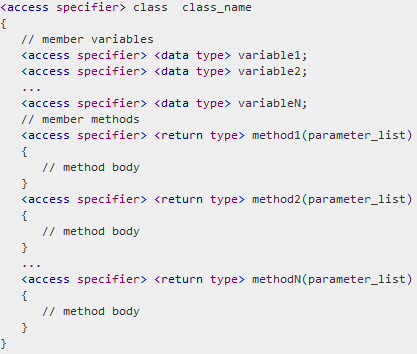 <access specifier> class  class_name
{
   // member variables
   <access specifier> <data type> variable1;
   <access specifier> <data type> variable2;
   ...
   <access specifier> <data type> variableN;
   // member methods
   <access specifier> <return type> method1(parameter_list)
   {
      // method body
   }
   <access specifier> <return type> method2(parameter_list)
   {
      // method body
   }
   ...
   <access specifier> <return type> methodN(parameter_list)
   {
      // method body
   }
}